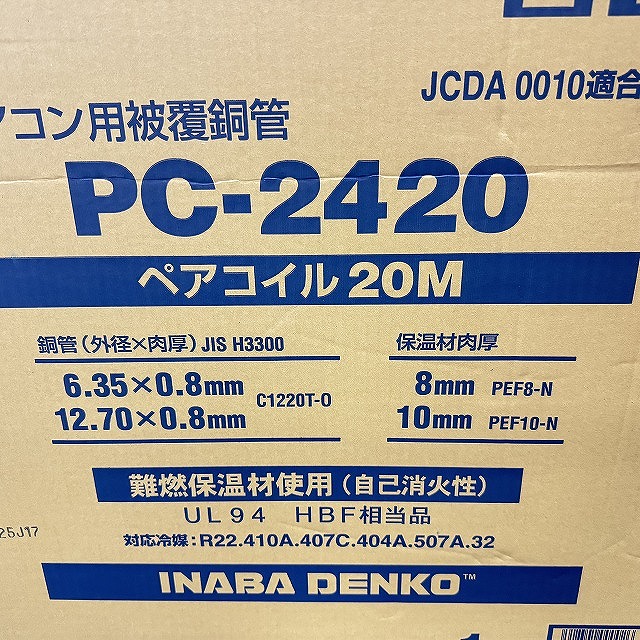 JCDA 0010適合
アコン用被覆銅管
PC-2420
ペアコイル 20M
銅管（外径×肉厚）JIS H3300
保温材肉厚
6.35×0.8mm
12.70×0.8mm
C1220T-O
8mm PEF8-N
10mm PEF10-N
難燃保温材使用（自己消火性）
UL94 HBF相当品
25J17
対応冷媒：R22.410A.407C.404A.507A.32
INABA DENKO™